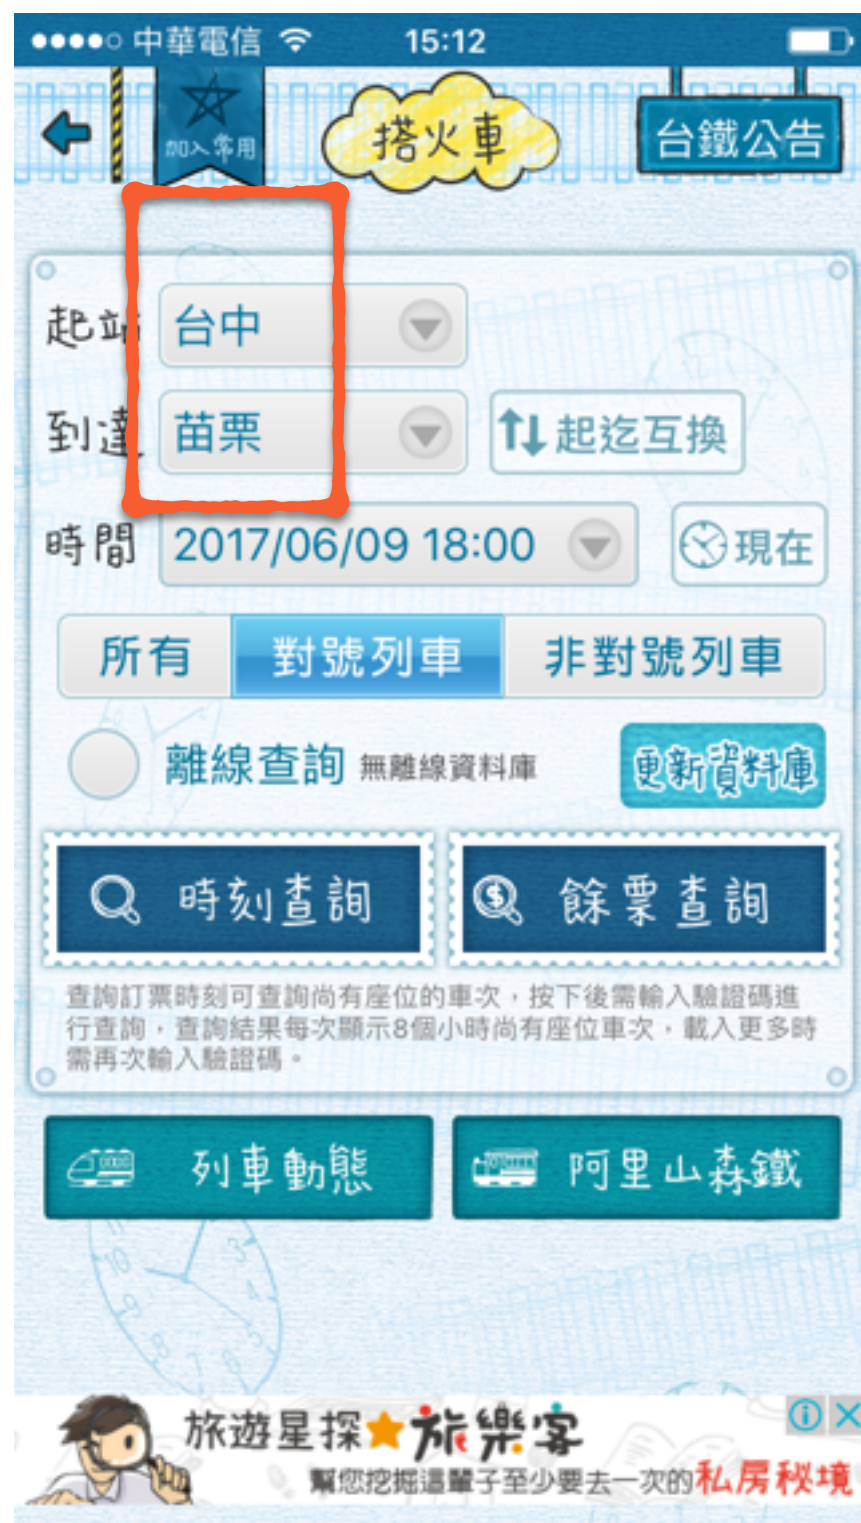 中華電信 15:12
加入常用 搭火車 台鐵公告
起站 台中
到達 苗栗 起迄互換
時間 2017/06/09 18:00 現在
所有 對號列車 非對號列車
離線查詢 無離線資料庫 更新資料庫
時刻查詢 餘票查詢
查詢訂票時刻可查詢尚有座位的車次，按下後需輸入驗證碼進
行查詢，查詢結果每次顯示8個小時尚有座位車次，載入更多時
需再次輸入驗證碼。
列車動態 阿里山森鐵
旅遊星探★旅樂客
幫您挖掘這輩子至少要去一次的私房秘境